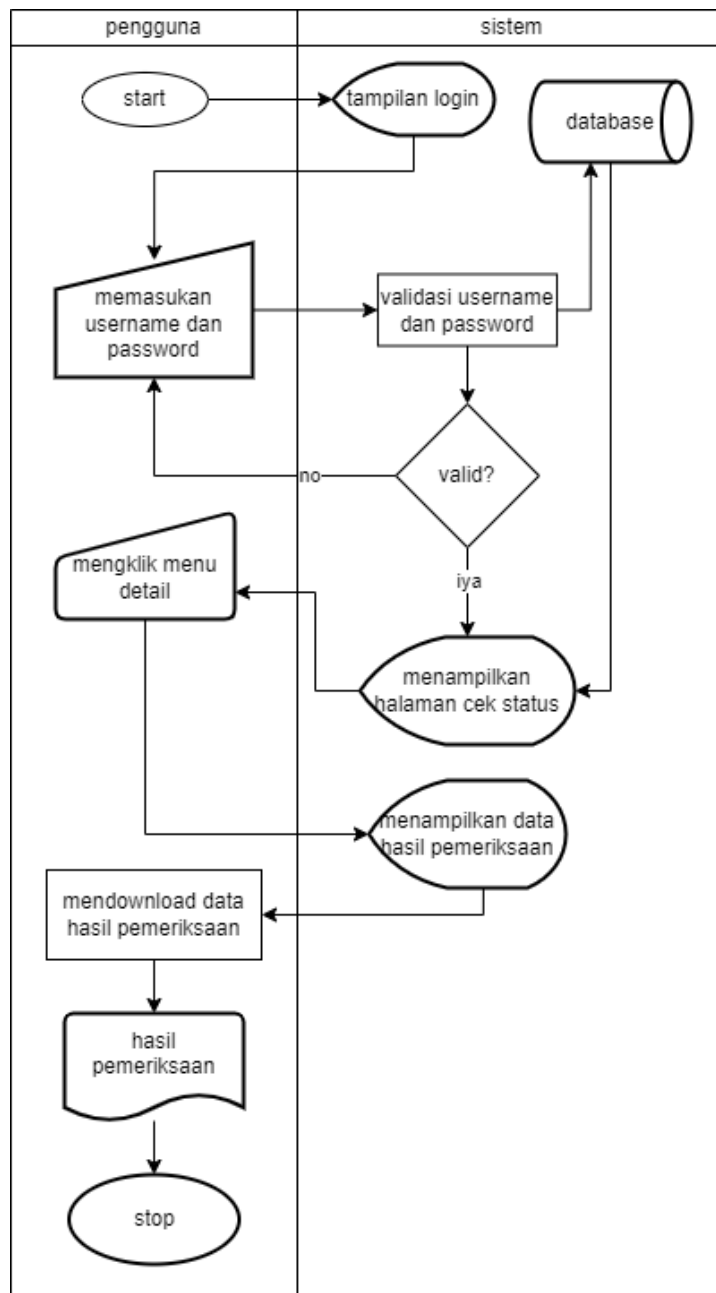 pengguna
sistem
start
tampilan login
database
memasukan
username dan
password
validasi username
dan password
valid?
no
iya
mengklik menu
detail
menampilkan
halaman cek status
menampilkan data
hasil pemeriksaan
mendownload data
hasil pemeriksaan
hasil
pemeriksaan
stop